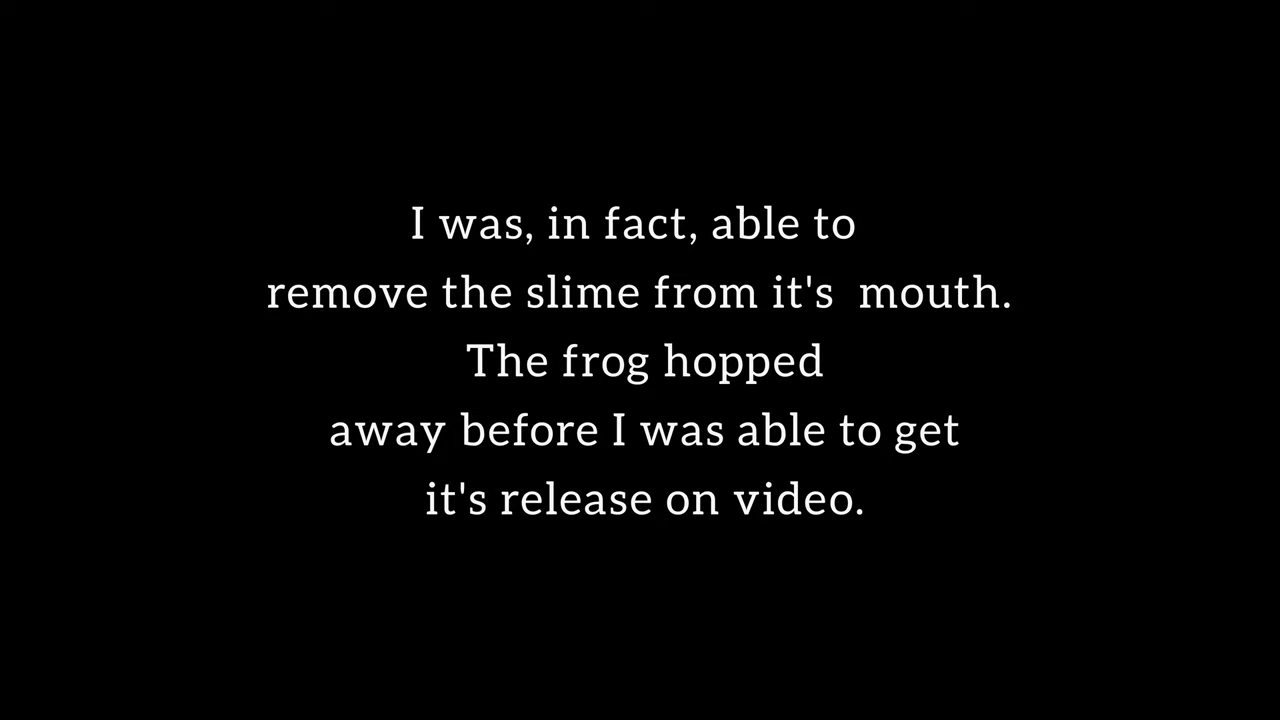 I was, in fact, able to
remove the slime from it's  mouth.
The frog hopped
away before I was able to get
it's release on video.